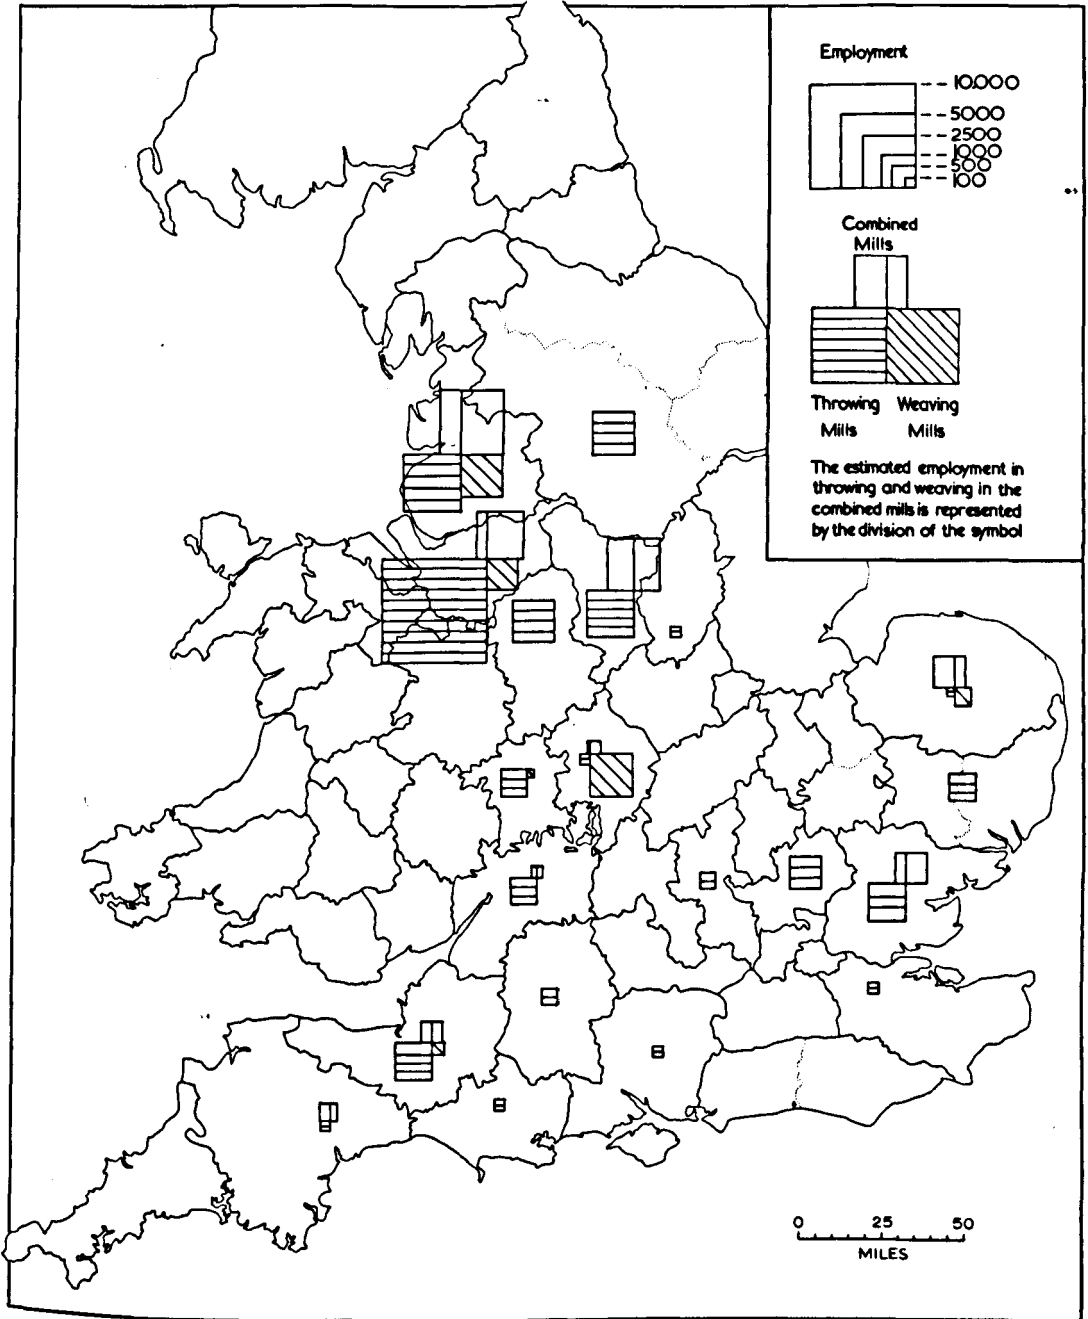 Employment
10.000
5000
2500
1000
500
100
Combined
Mills
Throwing Weaving
Mills Mills
The estimated employment in
throwing and weaving in the
combined mills is represented
by the division of the symbol
0 25 50
MILES